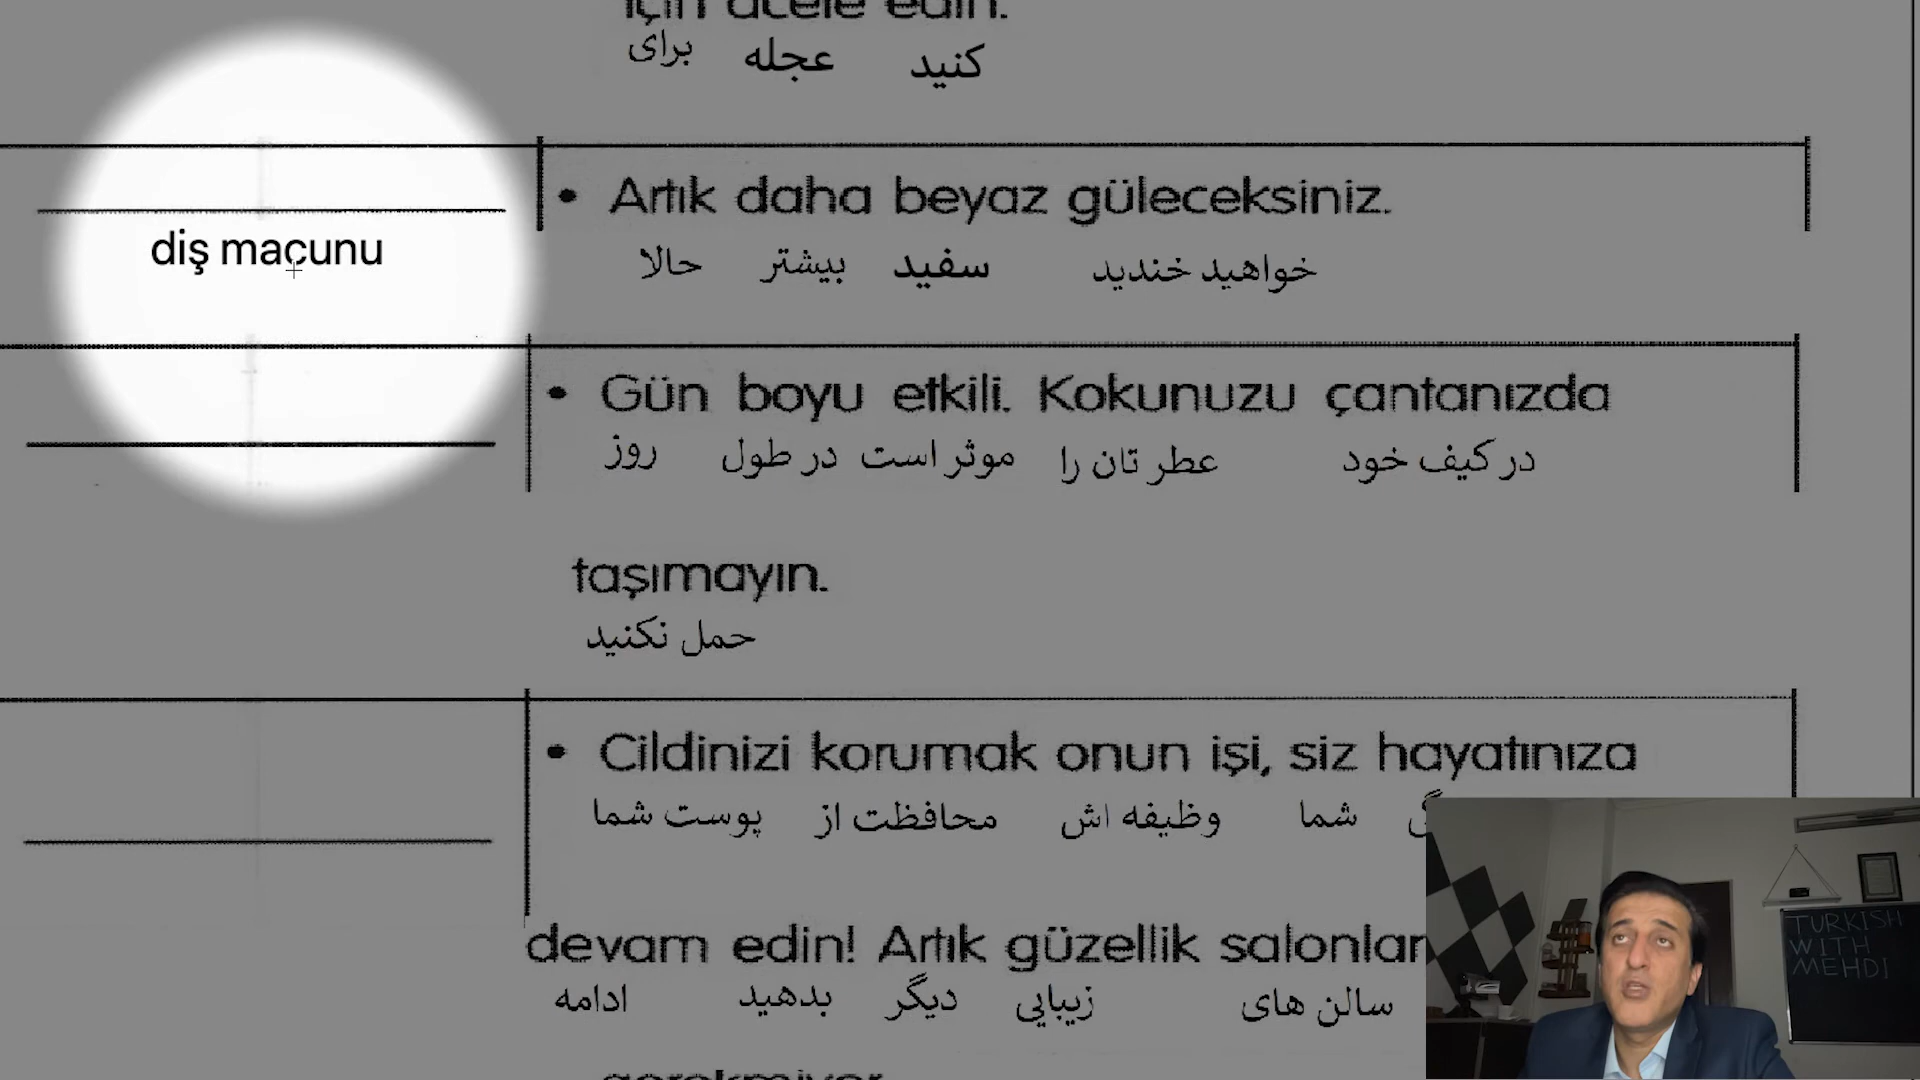 için acele edin.
برای عجله کنید
diş macunu
• Artık daha beyaz güleceksiniz.
حالا بیشتر سفید خواهید خندید
• Gün boyu etkili. Kokunuzu çantanızda
روز در طول موثر است عطر تان را در کیف خود
taşımayın.
حمل نکنید
• Cildinizi korumak onun işi, siz hayatınıza
پوست شما محافظت از وظیفه اش شما
devam edin! Artık güzellik salonlar
ادامه بدهید دیگر زیبایی سالن های
gerekmiyor
TURKISH
WITH
MEHDI